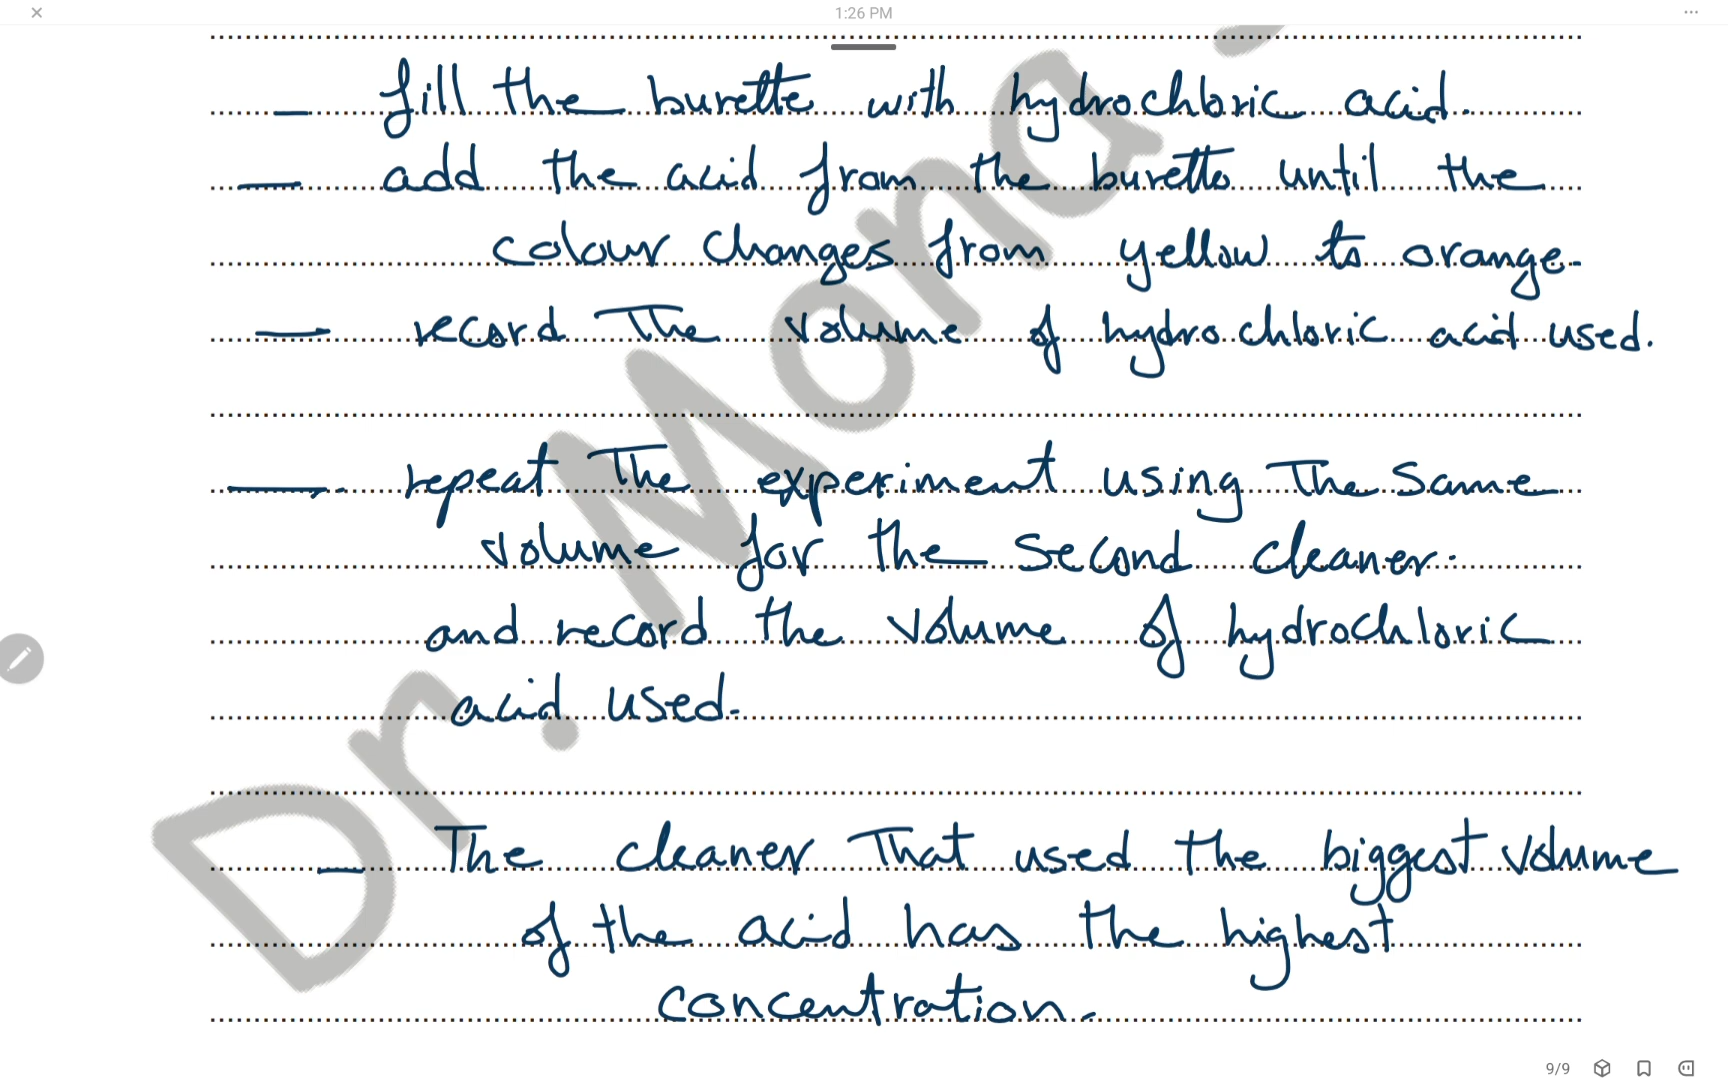 1:26 PM
- fill the burette with hydrochloric acid.
- add the acid from the burette until the
colour changes from yellow to orange.
- record The volume of hydrochloric acid used.
- repeat The experiment using The same
volume for the second cleaner.
and record the volume of hydrochloric
acid used.
- The cleaner That used the biggest volume
of the acid has the highest
concentration.
Dr. Mona
9/9